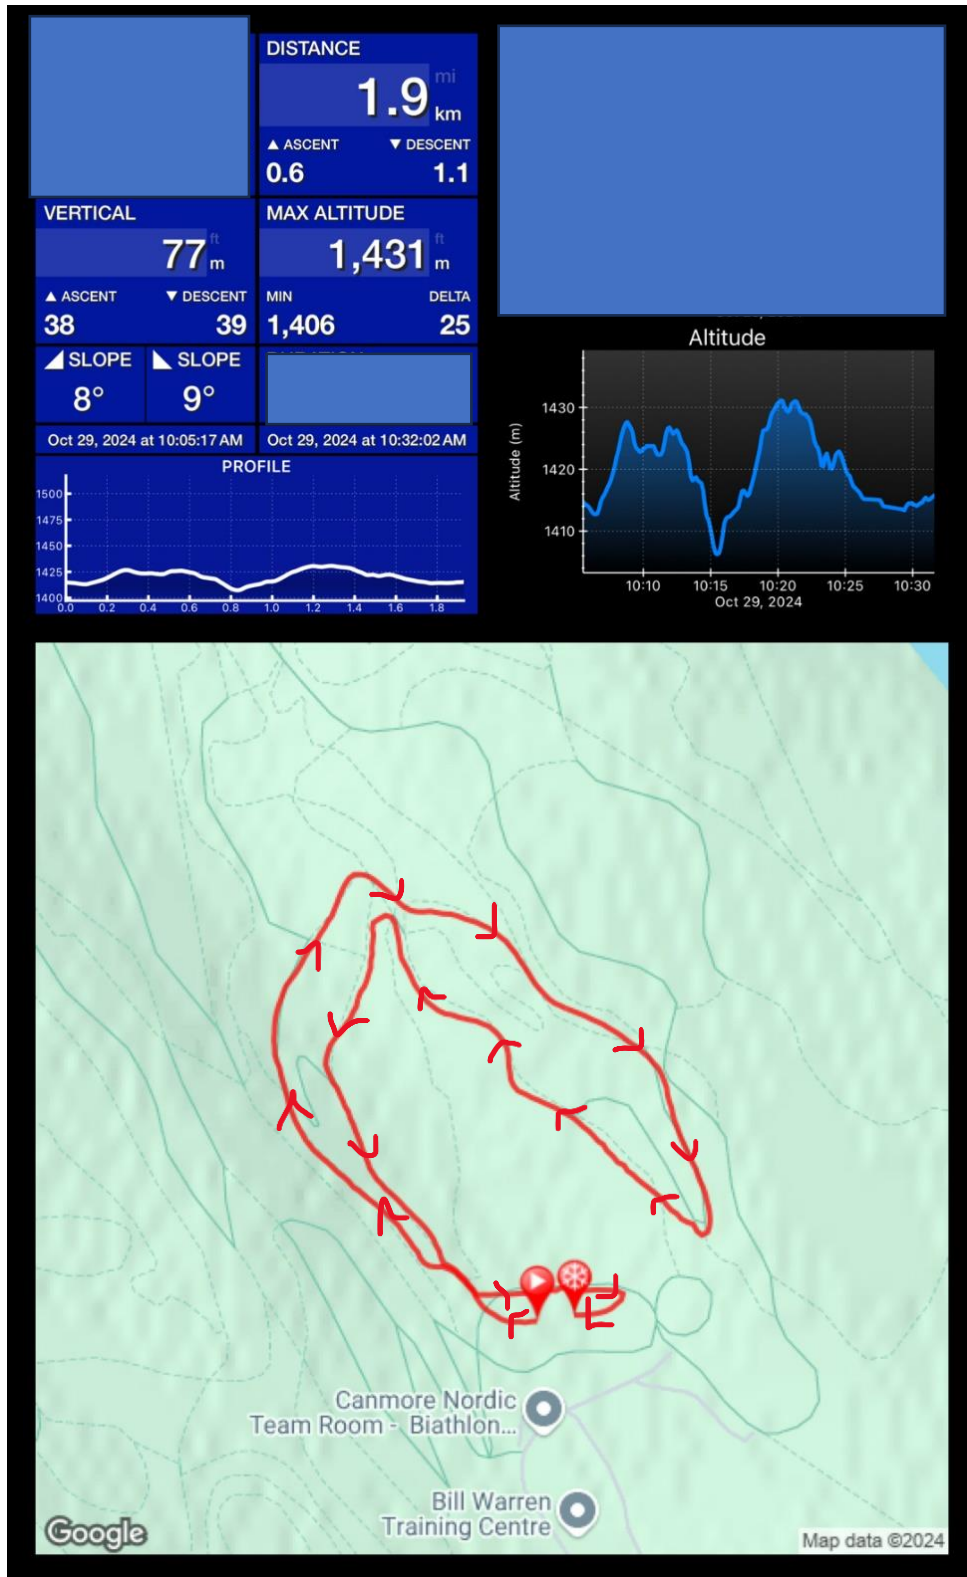 DISTANCE
mi
1.9
km
▲ ASCENT ▼ DESCENT
0.6 1.1
VERTICAL
ft
77 m
▲ ASCENT ▼ DESCENT
38 39
MAX ALTITUDE
ft
1,431 m
MIN DELTA
1,406 25
SLOPE SLOPE
8° 9°
Oct 29, 2024 at 10:05:17 AM
Oct 29, 2024 at 10:32:02 AM
PROFILE
1500
1475
1450
1425
1400
0.0 0.2 0.4 0.6 0.8 1.0 1.2 1.4 1.6 1.8
Altitude
Altitude (m)
1430
1420
1410
10:10 10:15 10:20 10:25 10:30
Oct 29, 2024
Canmore Nordic
Team Room - Biathlon...
Bill Warren
Training Centre
Google
Map data ©2024